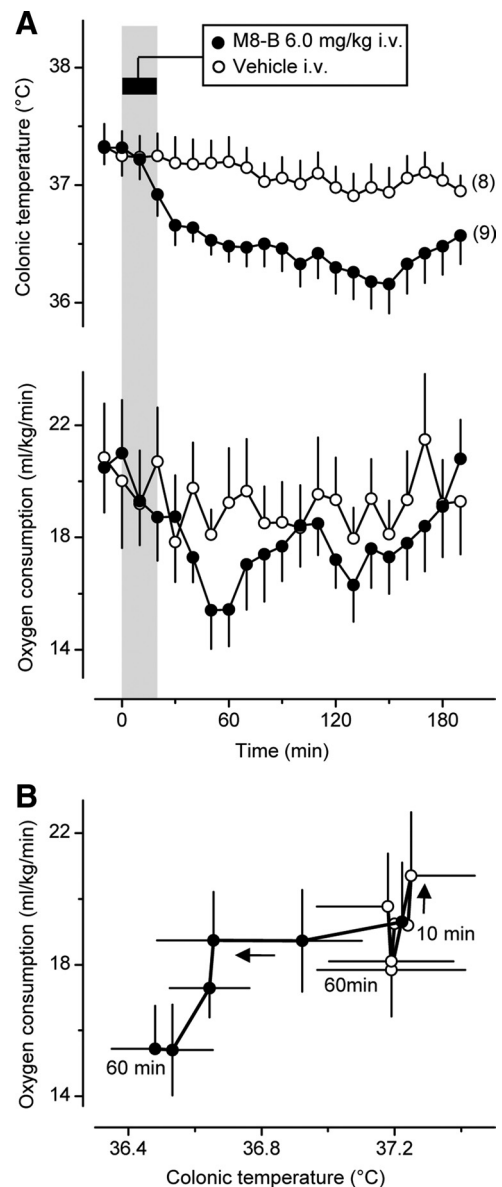 A
M8-B 6.0 mg/kg i.v.
Vehicle i.v.
38
37
36
Colonic temperature (°C)
(8)
(9)
22
18
14
Oxygen consumption (ml/kg/min)
0
60
120
180
Time (min)
B
22
18
14
Oxygen consumption (ml/kg/min)
10 min
60min
60 min
36.4
36.8
37.2
Colonic temperature (°C)